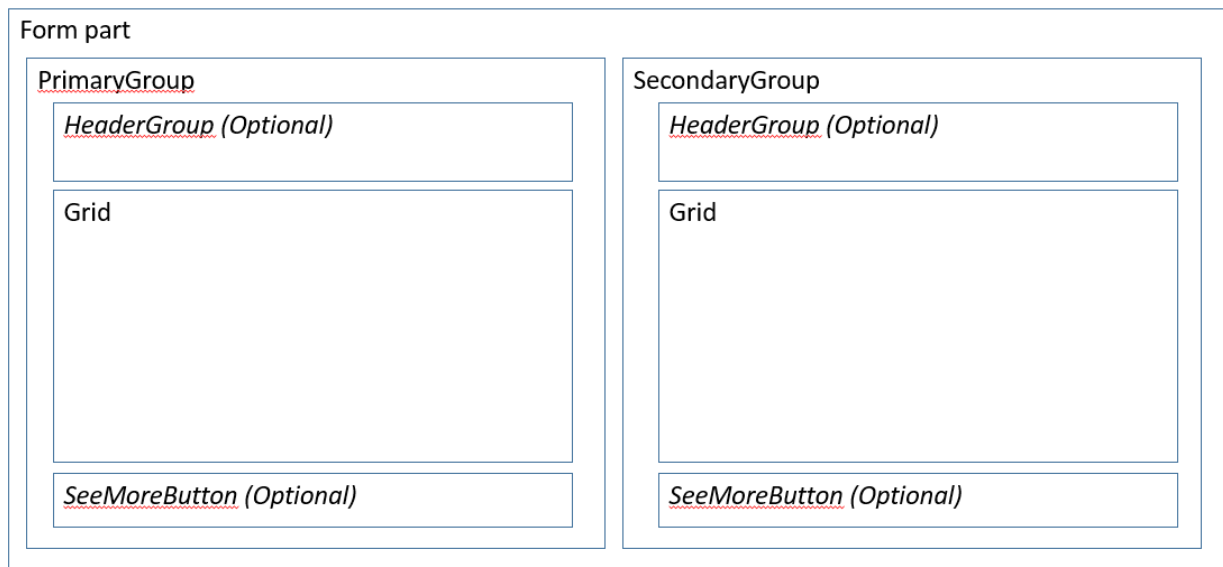 Form part
PrimaryGroup
HeaderGroup (Optional)
Grid
SeeMoreButton (Optional)
SecondaryGroup
HeaderGroup (Optional)
Grid
SeeMoreButton (Optional)